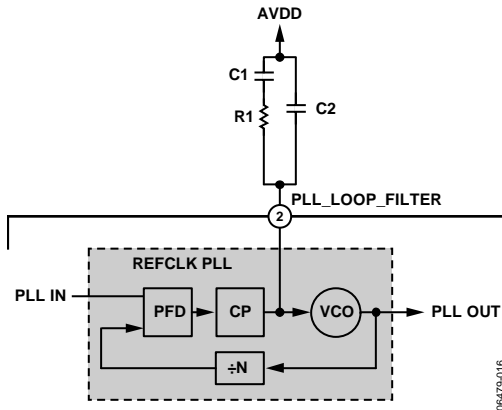 AVDD
C1
C2
R1
PLL_LOOP_FILTER
2
REFCLK PLL
PLL IN
PFD
CP
VCO
PLL OUT
÷N
06479-016